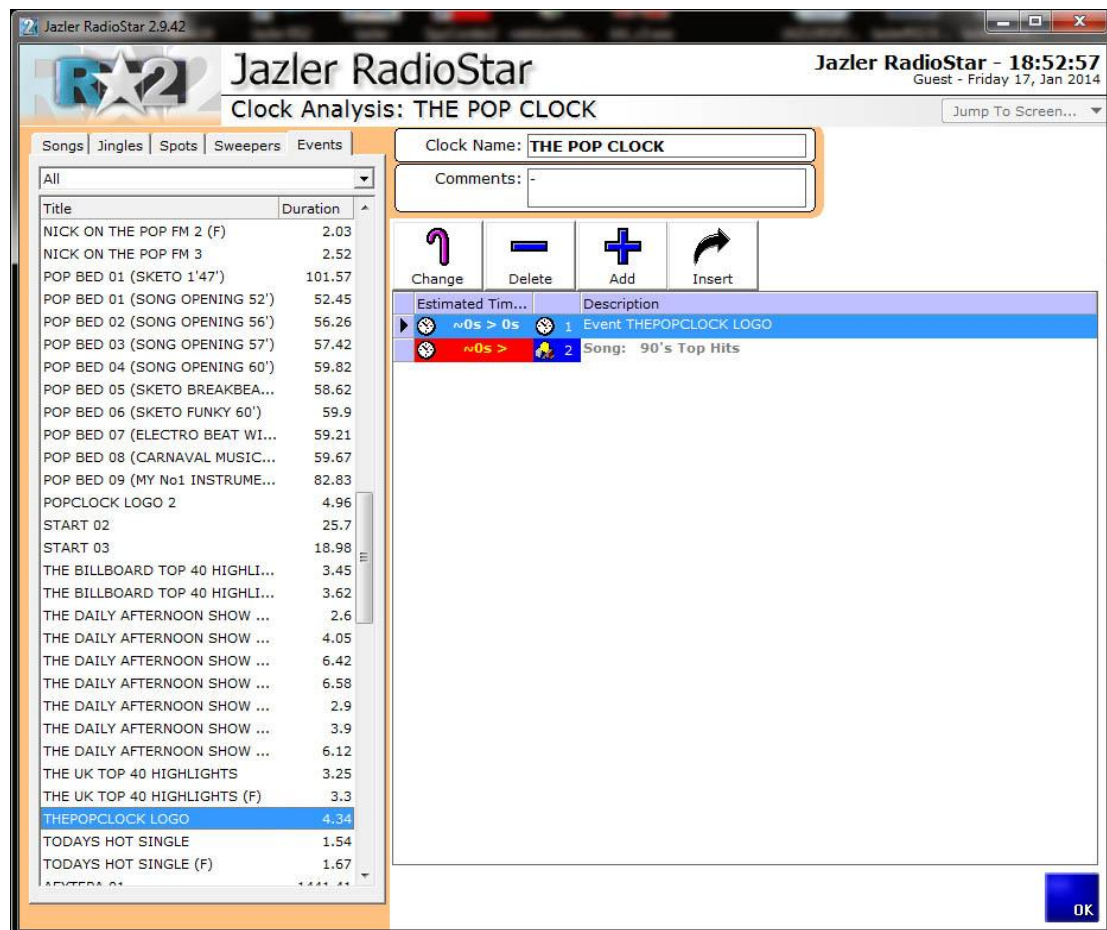 Jazler RadioStar 2.9.42
R 2
Jazler RadioStar
Jazler RadioStar - 18:52:57
Guest - Friday 17, Jan 2014
Clock Analysis: THE POP CLOCK
Jump To Screen...
Songs Jingles Spots Sweepers Events
All
Title Duration
NICK ON THE POP FM 2 (F) 2.03
NICK ON THE POP FM 3 2.52
POP BED 01 (SKETO 1'47') 101.57
POP BED 01 (SONG OPENING 52') 52.45
POP BED 02 (SONG OPENING 56') 56.26
POP BED 03 (SONG OPENING 57') 57.42
POP BED 04 (SONG OPENING 60') 59.82
POP BED 05 (SKETO BREAKBEA... 58.62
POP BED 06 (SKETO FUNKY 60') 59.9
POP BED 07 (ELECTRO BEAT WI... 59.21
POP BED 08 (CARNAVAL MUSIC... 59.67
POP BED 09 (MY No1 INSTRUME... 82.83
POPCLOCK LOGO 2 4.96
START 02 25.7
START 03 18.98
THE BILLBOARD TOP 40 HIGHLI... 3.45
THE BILLBOARD TOP 40 HIGHLI... 3.62
THE DAILY AFTERNOON SHOW ... 2.6
THE DAILY AFTERNOON SHOW ... 4.05
THE DAILY AFTERNOON SHOW ... 6.42
THE DAILY AFTERNOON SHOW ... 6.58
THE DAILY AFTERNOON SHOW ... 2.9
THE DAILY AFTERNOON SHOW ... 3.9
THE DAILY AFTERNOON SHOW ... 6.12
THE UK TOP 40 HIGHLIGHTS 3.25
THE UK TOP 40 HIGHLIGHTS (F) 3.3
THEPOPCLOCK LOGO 4.34
TODAYS HOT SINGLE 1.54
TODAYS HOT SINGLE (F) 1.67
Clock Name: THE POP CLOCK
Comments: -
Change Delete Add Insert
Estimated Tim... Description
~0s > 0s 1 Event THEPOPCLOCK LOGO
~0s > 2 Song: 90's Top Hits
OK